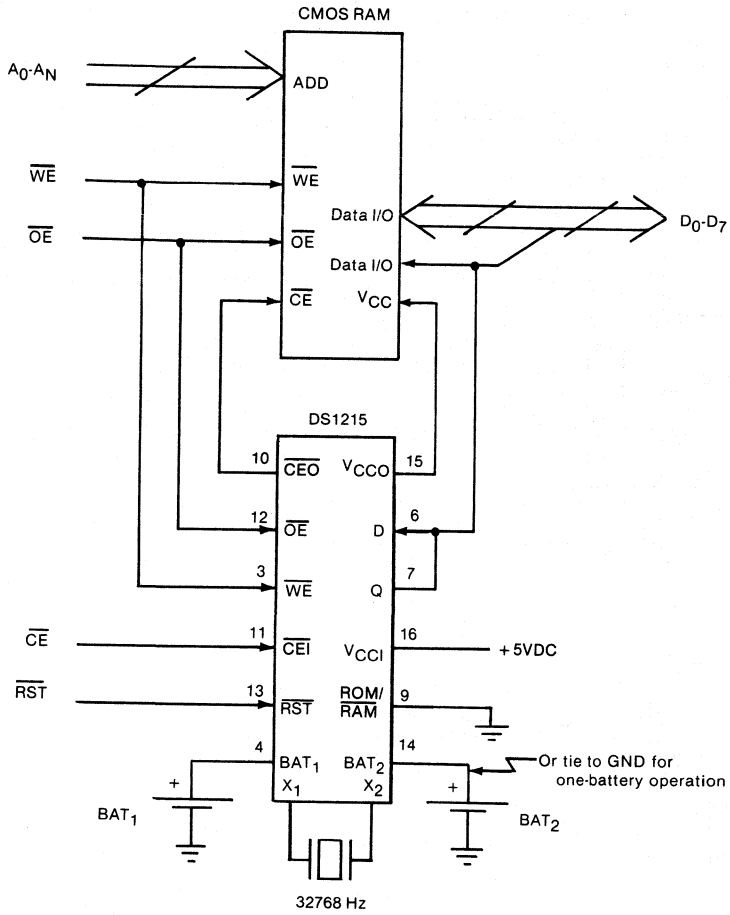 CMOS RAM
A0-AN
ADD
WE
WE
Data I/O
D0-D7
OE
OE
Data I/O
CE
VCC
DS1215
10
CEO
VCCO
15
12
OE
D
6
3
WE
Q
7
CE
11
CEI
VCCI
16
+5VDC
RST
13
RST
ROM/
RAM
9
4
BAT1
BAT2
14
X1
X2
Or tie to GND for
one-battery operation
+
BAT1
+
BAT2
32768 Hz